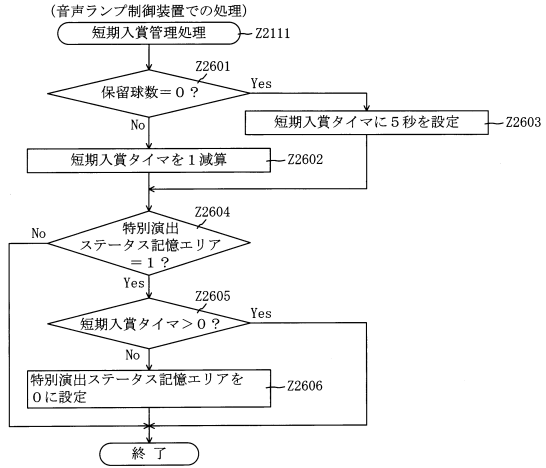 (音声ランプ制御装置での処理)
短期入賞管理処理
Z2111
Z2601
保留球数=0?
Yes
No
短期入賞タイマに5秒を設定
Z2603
短期入賞タイマを1減算
Z2602
Z2604
No
特別演出
ステータス記憶エリア
=1?
Yes
Z2605
短期入賞タイマ>0?
Yes
No
特別演出ステータス記憶エリアを
0に設定
Z2606
終 了